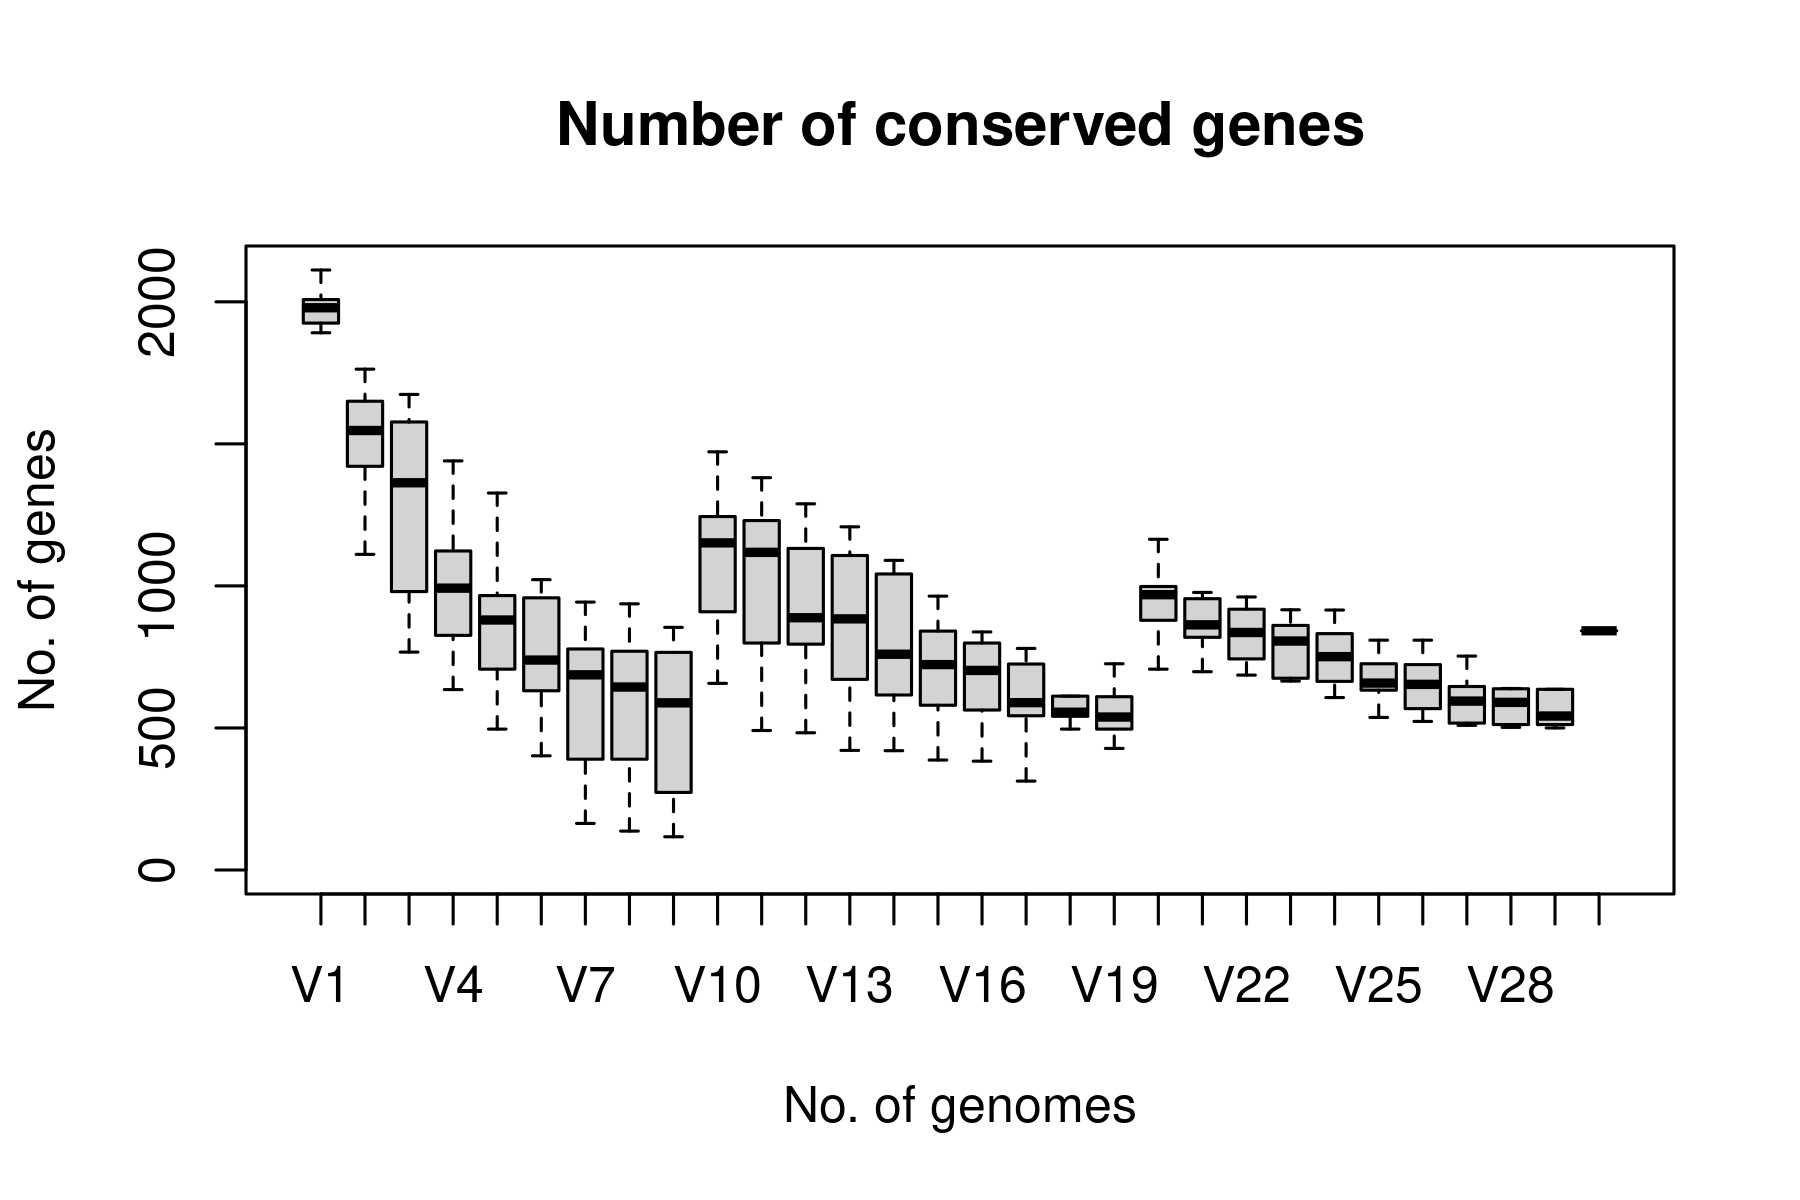 Number of conserved genes
No. of genes
2000
1000
500
0
V1 V4 V7 V10 V13 V16 V19 V22 V25 V28
No. of genomes